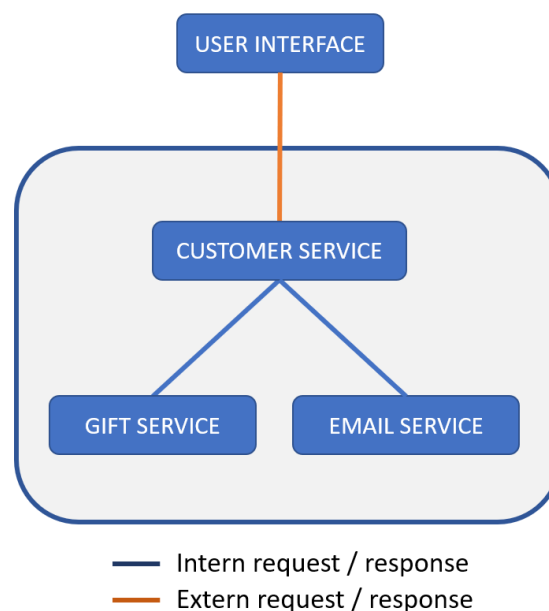 USER INTERFACE
CUSTOMER SERVICE
GIFT SERVICE
EMAIL SERVICE
Intern request / response
Extern request / response